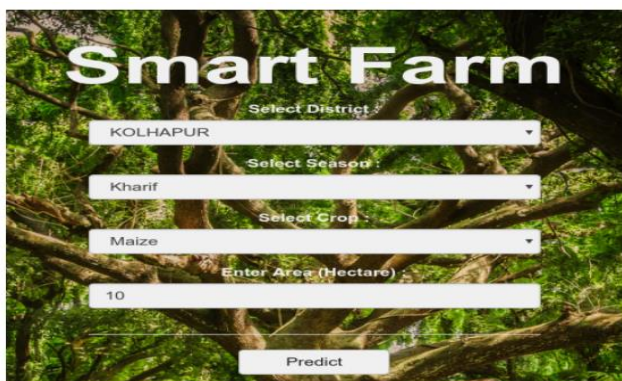 Smart Farm
Select District :
KOLHAPUR
Select Season :
Kharif
Select Crop :
Maize
Enter Area (Hectare) :
10
Predict